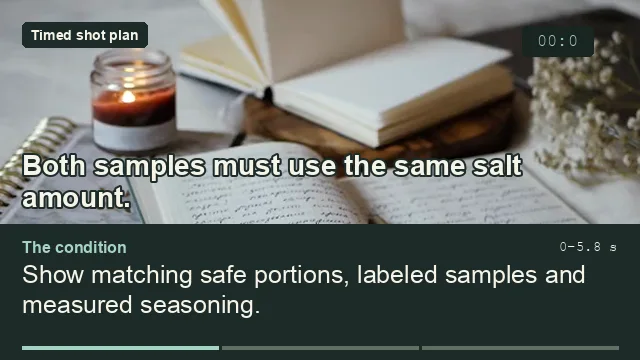 Timed shot plan
00:0
Both samples must use the same salt
amount.
The condition
0–5.8 s
Show matching safe portions, labeled samples and
measured seasoning.